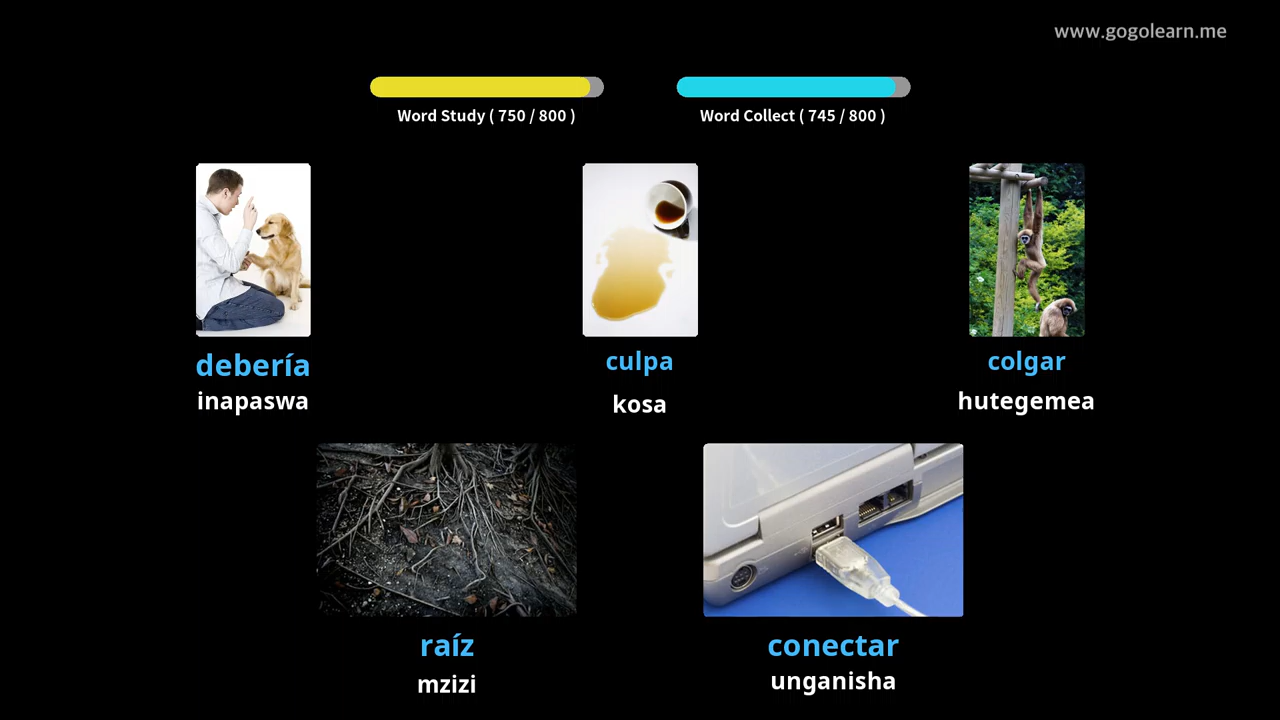 www.gogolearn.me
Word Study ( 750 / 800 )
Word Collect ( 745 / 800 )
debería
inapaswa
culpa
kosa
colgar
hutegemea
raíz
mzizi
conectar
unganisha